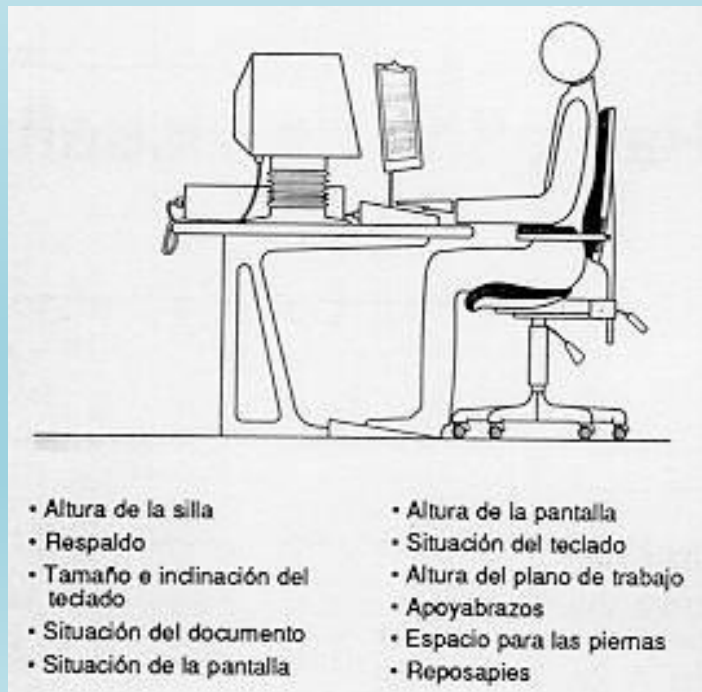 • Altura de la silla
• Respaldo
• Tamaño e inclinación del
teclado
• Situación del documento
• Situación de la pantalla
• Altura de la pantalla
• Situación del teclado
• Altura del plano de trabajo
• Apoyabrazos
• Espacio para las piernas
• Reposapies